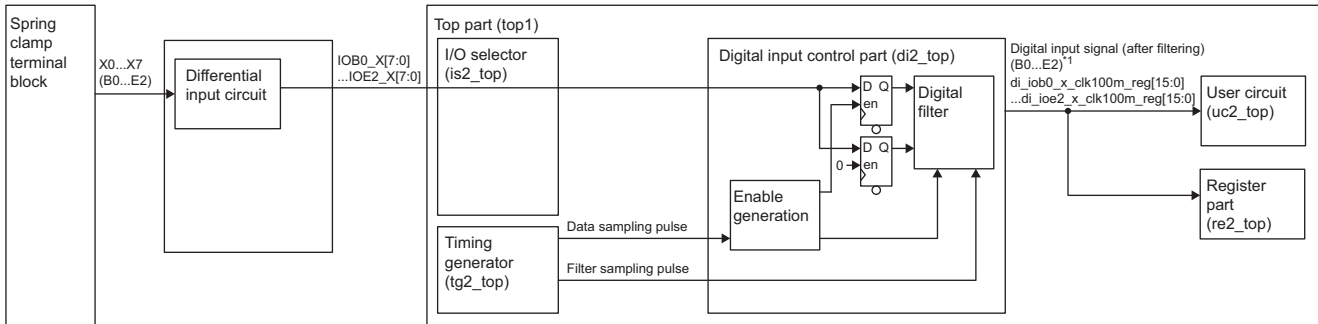 Spring
clamp
terminal
block
X0...X7
(B0...E2)
Differential
input circuit
IOB0_X[7:0]
...IOE2_X[7:0]
Top part (top1)
I/O selector
(is2_top)
Timing
generator
(tg2_top)
Data sampling pulse
Filter sampling pulse
Digital input control part (di2_top)
D Q
en
D Q
0
en
Enable
generation
Digital
filter
Digital input signal (after filtering)
(B0...E2)*1
di_iob0_x_clk100m_reg[15:0]
...di_ioe2_x_clk100m_reg[15:0]
User circuit
(uc2_top)
Register
part
(re2_top)